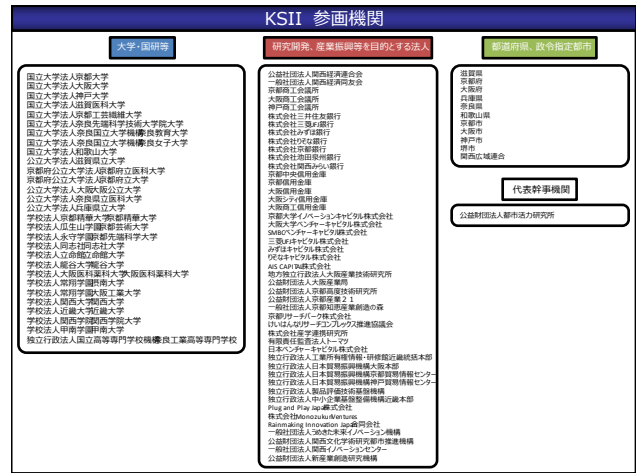 KSII 参画機関
大学・国研等
国立大学法人京都大学
国立大学法人大阪大学
国立大学法人神戸大学
国立大学法人滋賀医科大学
国立大学法人京都工芸繊維大学
国立大学法人奈良先端科学技術大学院大学
国立大学法人奈良国立大学機構奈良教育大学
国立大学法人奈良国立大学機構奈良女子大学
国立大学法人和歌山大学
公立大学法人滋賀県立大学
京都府公立大学法人京都府立医科大学
京都府公立大学法人京都府立大学
公立大学法人大阪大阪公立大学
公立大学法人奈良県立医科大学
公立大学法人兵庫県立大学
学校法人京都精華大学京都精華大学
学校法人瓜生山学園京都芸術大学
学校法人永守学園京都先端科学大学
学校法人同志社同志社大学
学校法人立命館立命館大学
学校法人龍谷大学龍谷大学
学校法人大阪医科薬科大学大阪医科薬科大学
学校法人常翔学園摂南大学
学校法人常翔学園大阪工業大学
学校法人関西大学関西大学
学校法人近畿大学近畿大学
学校法人関西学院関西学院大学
学校法人甲南学園甲南大学
独立行政法人国立高等専門学校機構奈良工業高等専門学校
研究開発、産業振興等を目的とする法人
公益社団法人関西経済連合会
一般社団法人関西経済同友会
京都商工会議所
大阪商工会議所
神戸商工会議所
株式会社三井住友銀行
株式会社三菱UFJ銀行
株式会社みずほ銀行
株式会社りそな銀行
株式会社京都銀行
株式会社池田泉州銀行
株式会社関西みらい銀行
京都中央信用金庫
京都信用金庫
大阪信用金庫
大阪シティ信用金庫
大阪商工信用金庫
京都大学イノベーションキャピタル株式会社
大阪大学ベンチャーキャピタル株式会社
SMBCベンチャーキャピタル株式会社
三菱UFJキャピタル株式会社
みずほキャピタル株式会社
りそなキャピタル株式会社
AIS CAPITAL株式会社
地方独立行政法人大阪産業技術研究所
公益財団法人大阪産業局
公益財団法人京都高度技術研究所
公益財団法人京都産業２１
一般社団法人京都知恵産業創造の森
京都リサーチパーク株式会社
けいはんなリサーチコンプレックス推進協議会
株式会社産学連携研究所
有限責任監査法人トーマツ
日本ベンチャーキャピタル株式会社
独立行政法人工業所有権情報・研修館近畿統括本部
独立行政法人日本貿易振興機構大阪本部
独立行政法人日本貿易振興機構京都貿易情報センター
独立行政法人日本貿易振興機構神戸貿易情報センター
独立行政法人製品評価技術基盤機構
独立行政法人中小企業基盤整備機構近畿本部
Plug and Play Japan株式会社
株式会社Monozukuri Ventures
Rainmaking Innovation Japan合同会社
一般社団法人うめきた未来イノベーション機構
公益財団法人関西文化学術研究都市推進機構
一般社団法人関西イノベーションセンター
公益財団法人新産業創造研究機構
都道府県、政令指定都市
滋賀県
京都府
大阪府
兵庫県
奈良県
和歌山県
京都市
大阪市
神戸市
堺市
関西広域連合
代表幹事機関
公益財団法人都市活力研究所